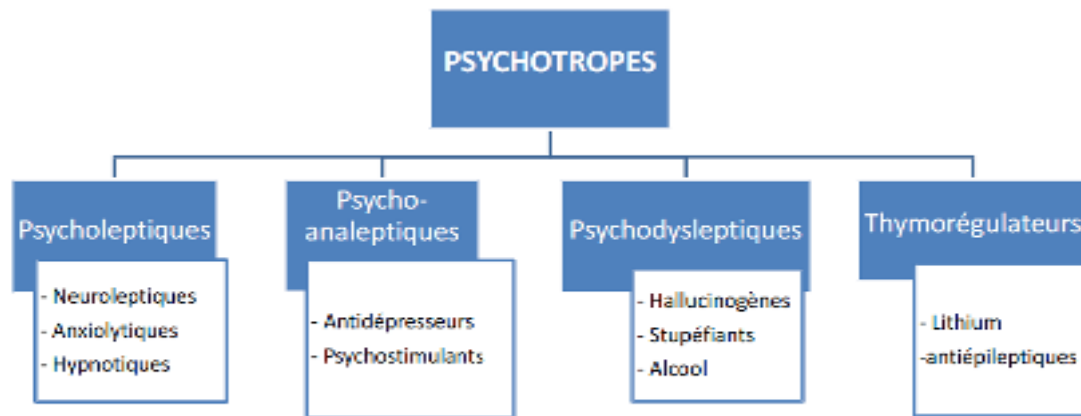 PSYCHOTROPES
Psycholeptiques
- Neuroleptiques
- Anxiolytiques
- Hypnotiques
Psycho-
analeptiques
- Antidépresseurs
- Psychostimulants
Psychodysleptiques
- Hallucinogènes
- Stupéfiants
- Alcool
Thymorégulateurs
- Lithium
-antiépileptiques